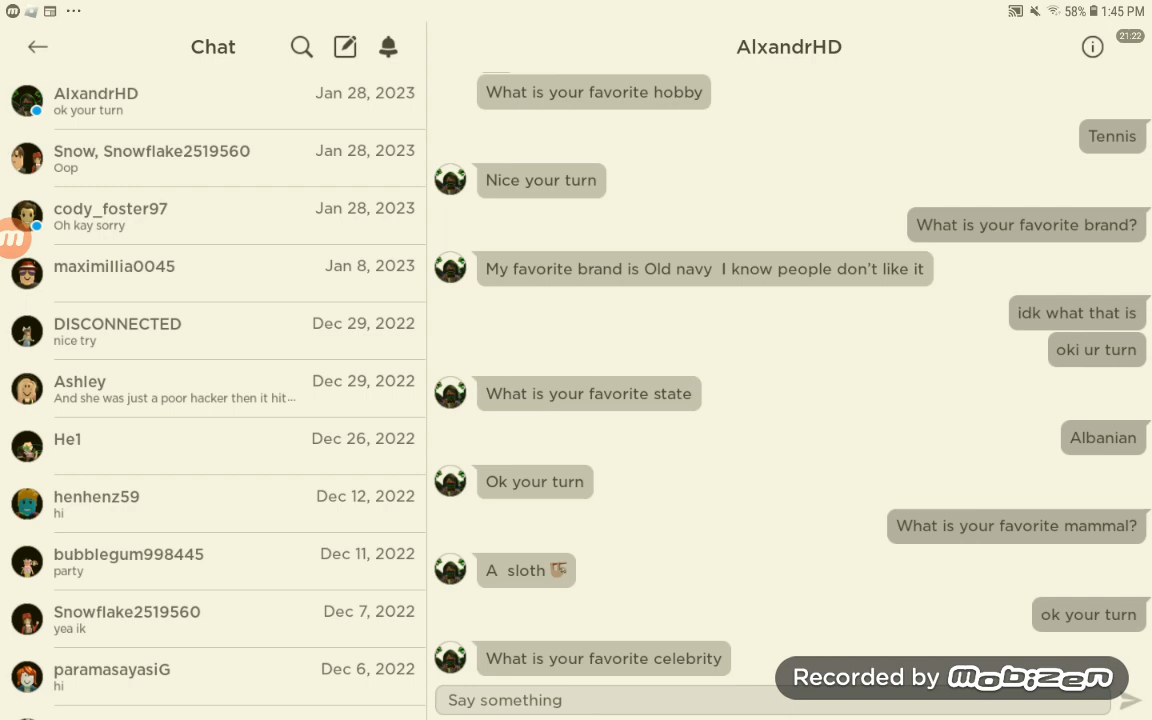 58% 1:45 PM
21:22
Chat
AlxandrHD
AlxandrHD
Jan 28, 2023
ok your turn
Snow, Snowflake2519560
Jan 28, 2023
Oop
cody_foster97
Jan 28, 2023
Oh kay sorry
maximillia0045
Jan 8, 2023
DISCONNECTED
Dec 29, 2022
nice try
Ashley
Dec 29, 2022
And she was just a poor hacker then it hit...
He1
Dec 26, 2022
henhenz59
Dec 12, 2022
hi
bubblegum998445
Dec 11, 2022
party
Snowflake2519560
Dec 7, 2022
yea ik
paramasayasiG
Dec 6, 2022
hi
What is your favorite hobby
Tennis
Nice your turn
What is your favorite brand?
My favorite brand is Old navy I know people don't like it
idk what that is
oki ur turn
What is your favorite state
Albanian
Ok your turn
What is your favorite mammal?
A sloth🦥
ok your turn
What is your favorite celebrity
Say something
Recorded by mobizen